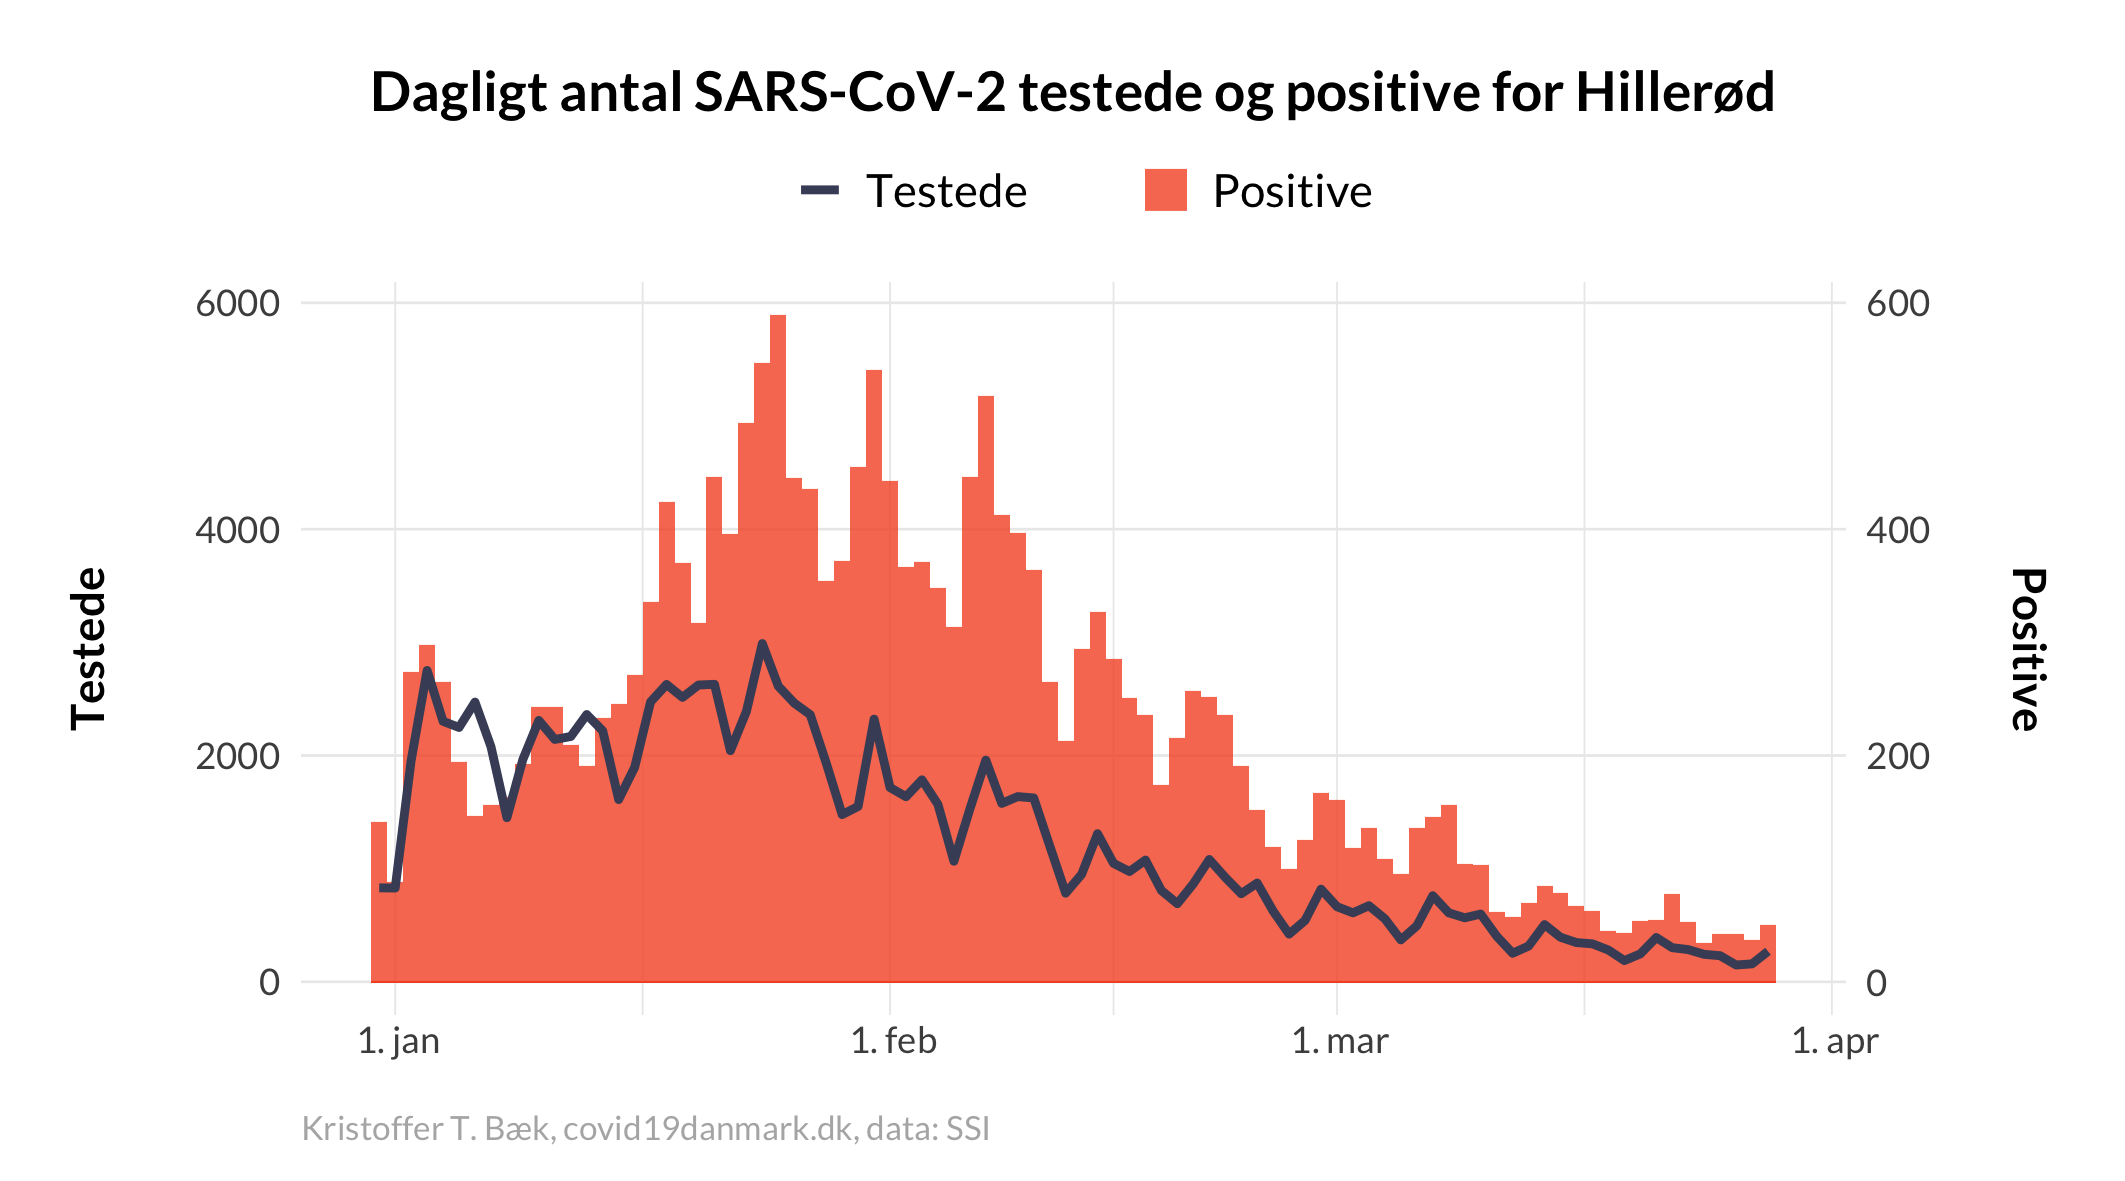 Dagligt antal SARS-CoV-2 testede og positive for Hillerød
Testede
Positive
6000
4000
2000
0
Testede
600
400
200
0
Positive
1. jan
1. feb
1. mar
1. apr
Kristoffer T. Bæk, covid19danmark.dk, data: SSI